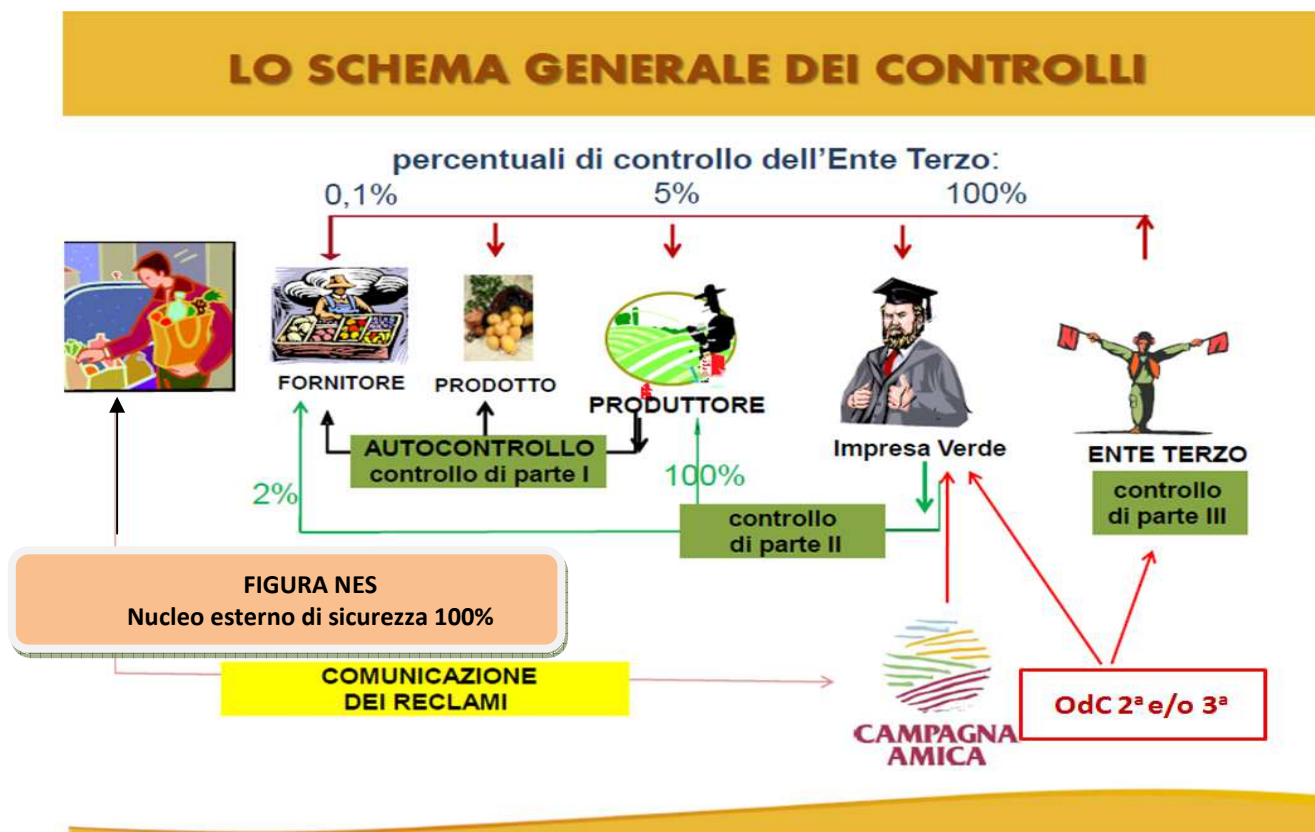 LO SCHEMA GENERALE DEI CONTROLLI
percentuali di controllo dell'Ente Terzo:
0,1%
5%
100%
FORNITORE
PRODOTTO
PRODUTTORE
Impresa Verde
ENTE TERZO
AUTOCONTROLLO
controllo di parte I
2%
100%
controllo
di parte II
controllo
di parte III
FIGURA NES
Nucleo esterno di sicurezza 100%
COMUNICAZIONE
DEI RECLAMI
CAMPAGNA
AMICA
OdC 2ª e/o 3ª